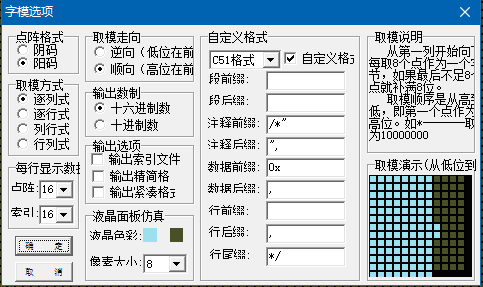 字模选项
点阵格式
阴码
阳码
取模方式
逐列式
逐行式
列行式
行列式
每行显示数据
点阵: 16
索引: 16
确 定
取 消
取模走向
逆向(低位在前
顺向(高位在前
输出数制
十六进制数
十进制数
输出选项
输出索引文件
输出精简格
输出紧凑格式
液晶面板仿真
液晶色彩:
像素大小: 8
自定义格式
C51格式
自定义格式
段前缀:
段后缀:
注释前缀: /*"
注释后缀: ",
数据前缀: 0x
数据后缀: ,
行前缀:
行后缀: ,
行尾缀: */
取模说明
从第一列开始向下
每取8个点作为一个字
节,如果最后不足8个
点就补满8位。
取模顺序是从高到
低,即第一个点作为最
高位。如*-------取
为10000000
取模演示(从低位到